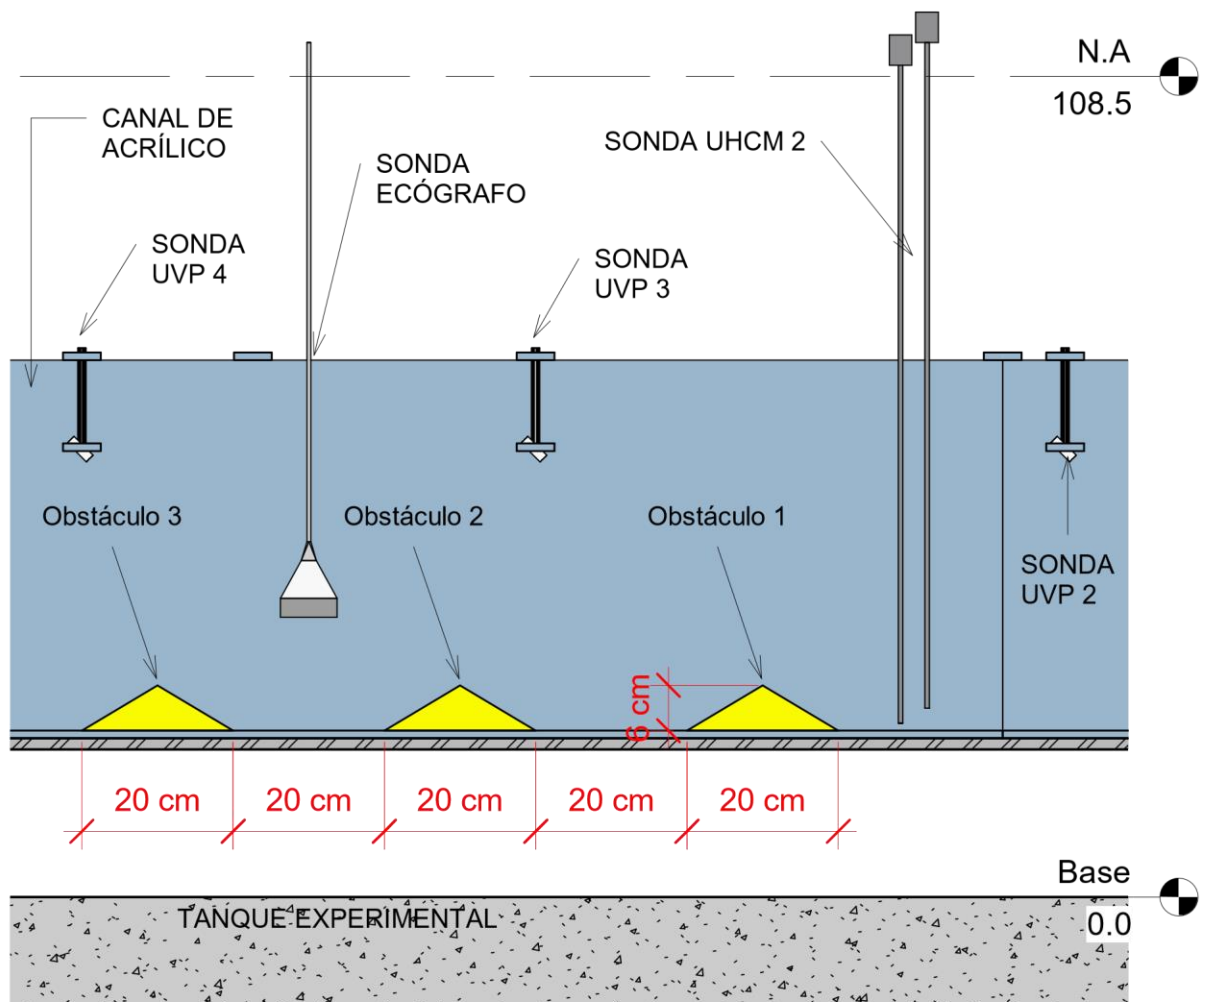 N.A
108.5
CANAL DE
ACRÍLICO
SONDA UHCM 2
SONDA
ECÓGRAFO
SONDA
UVP 4
SONDA
UVP 3
Obstáculo 3
Obstáculo 2
Obstáculo 1
SONDA
UVP 2
6 cm
20 cm
20 cm
20 cm
20 cm
20 cm
Base
0.0
TANQUE EXPERIMENTAL